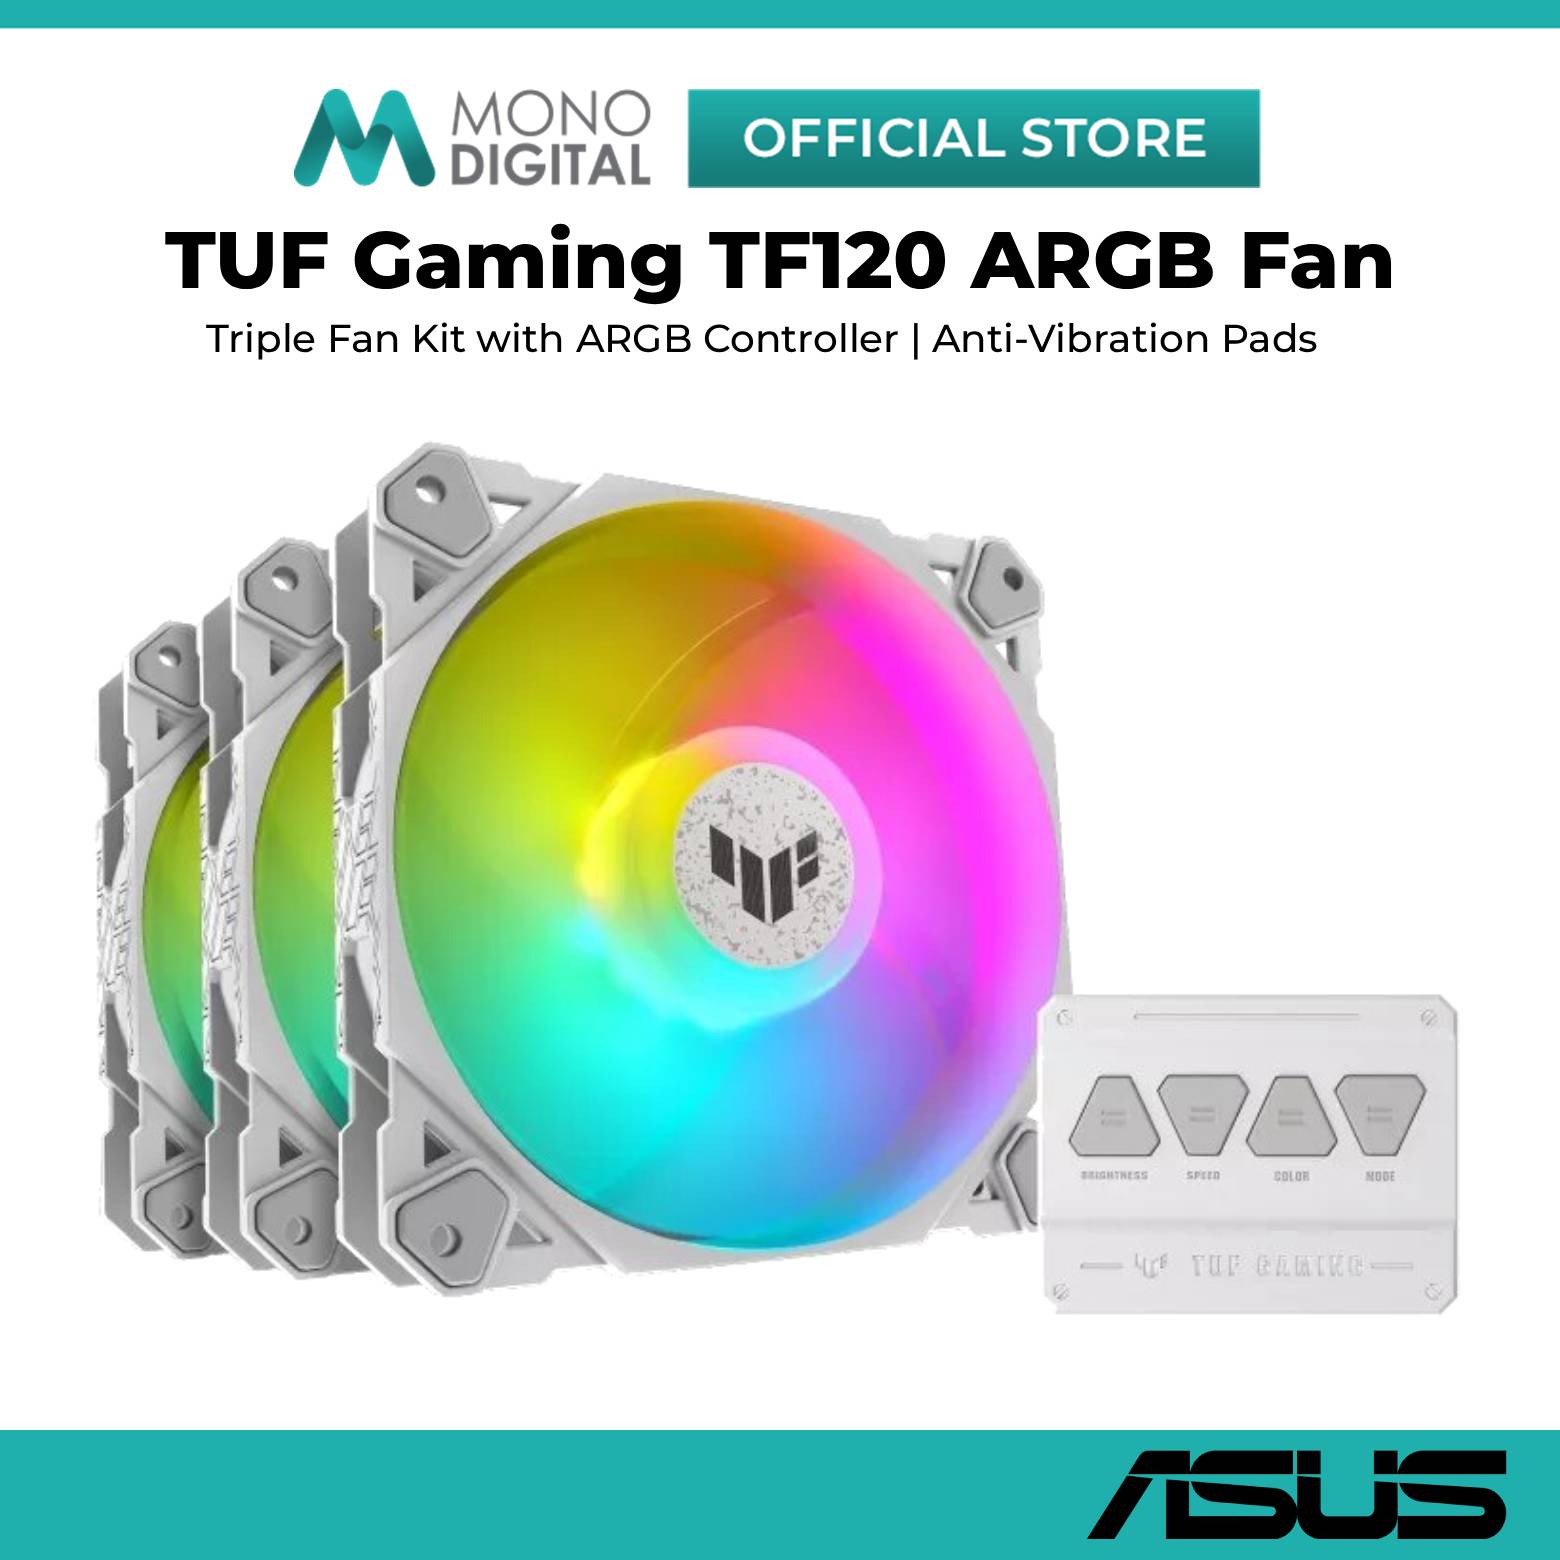 MONO
DIGITAL
OFFICIAL STORE
TUF Gaming TF120 ARGB Fan
Triple Fan Kit with ARGB Controller | Anti-Vibration Pads
BRIGHTNESS SPEED COLOR MODE
TUF GAMING
ASUS